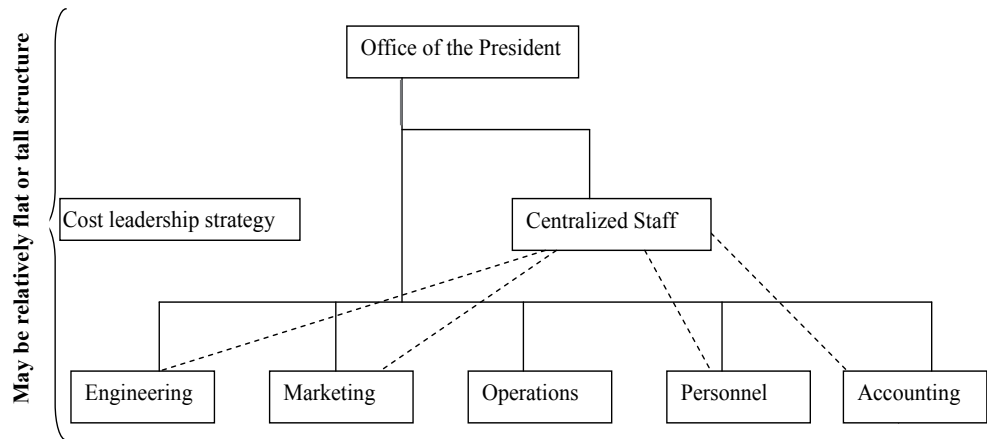 May be relatively flat or tall structure
Office of the President
Cost leadership strategy
Centralized Staff
Engineering
Marketing
Operations
Personnel
Accounting